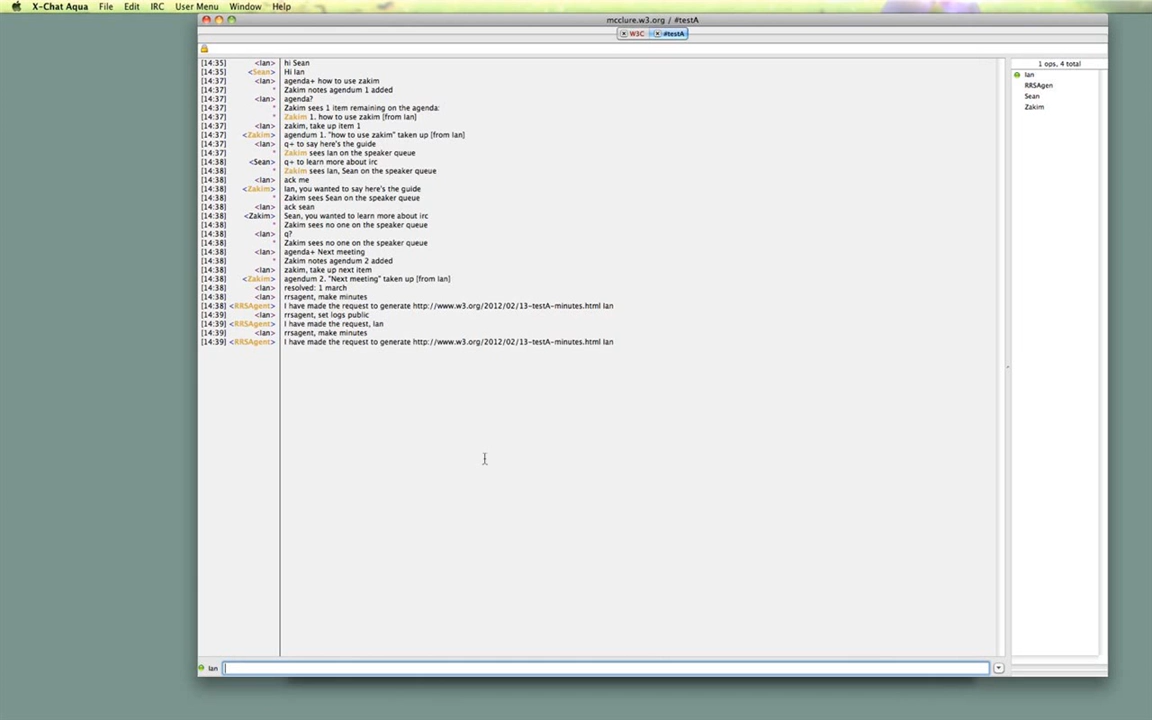 X-Chat Aqua File Edit IRC User Menu Window Help
mcclure.w3.org / #testA
W3C #testA
[14:35] <Ian> hi Sean
[14:35] <Sean> Hi Ian
[14:37] <Ian> agenda+ how to use zakim
[14:37] * Zakim notes agendum 1 added
[14:37] <Ian> agenda?
[14:37] * Zakim sees 1 item remaining on the agenda:
[14:37] * Zakim 1. how to use zakim [from Ian]
[14:37] <Ian> zakim, take up item 1
[14:37] <Zakim> agendum 1. "how to use zakim" taken up [from Ian]
[14:37] <Ian> q+ to say here's the guide
[14:37] * Zakim sees Ian on the speaker queue
[14:38] <Sean> q+ to learn more about irc
[14:38] * Zakim sees Ian, Sean on the speaker queue
[14:38] <Ian> ack me
[14:38] <Zakim> Ian, you wanted to say here's the guide
[14:38] * Zakim sees Sean on the speaker queue
[14:38] <Ian> ack sean
[14:38] <Zakim> Sean, you wanted to learn more about irc
[14:38] * Zakim sees no one on the speaker queue
[14:38] <Ian> q?
[14:38] * Zakim sees no one on the speaker queue
[14:38] <Ian> agenda+ Next meeting
[14:38] * Zakim notes agendum 2 added
[14:38] <Ian> zakim, take up next item
[14:38] <Zakim> agendum 2. "Next meeting" taken up [from Ian]
[14:38] <Ian> resolved: 1 march
[14:38] <Ian> rrsagent, make minutes
[14:38] <RRSAgent> I have made the request to generate http://www.w3.org/2012/02/13-testA-minutes.html Ian
[14:39] <Ian> rrsagent, set logs public
[14:39] <RRSAgent> I have made the request, Ian
[14:39] <Ian> rrsagent, make minutes
[14:39] <RRSAgent> I have made the request to generate http://www.w3.org/2012/02/13-testA-minutes.html Ian
1 ops, 4 total
Ian
RRSAgen
Sean
Zakim
Ian